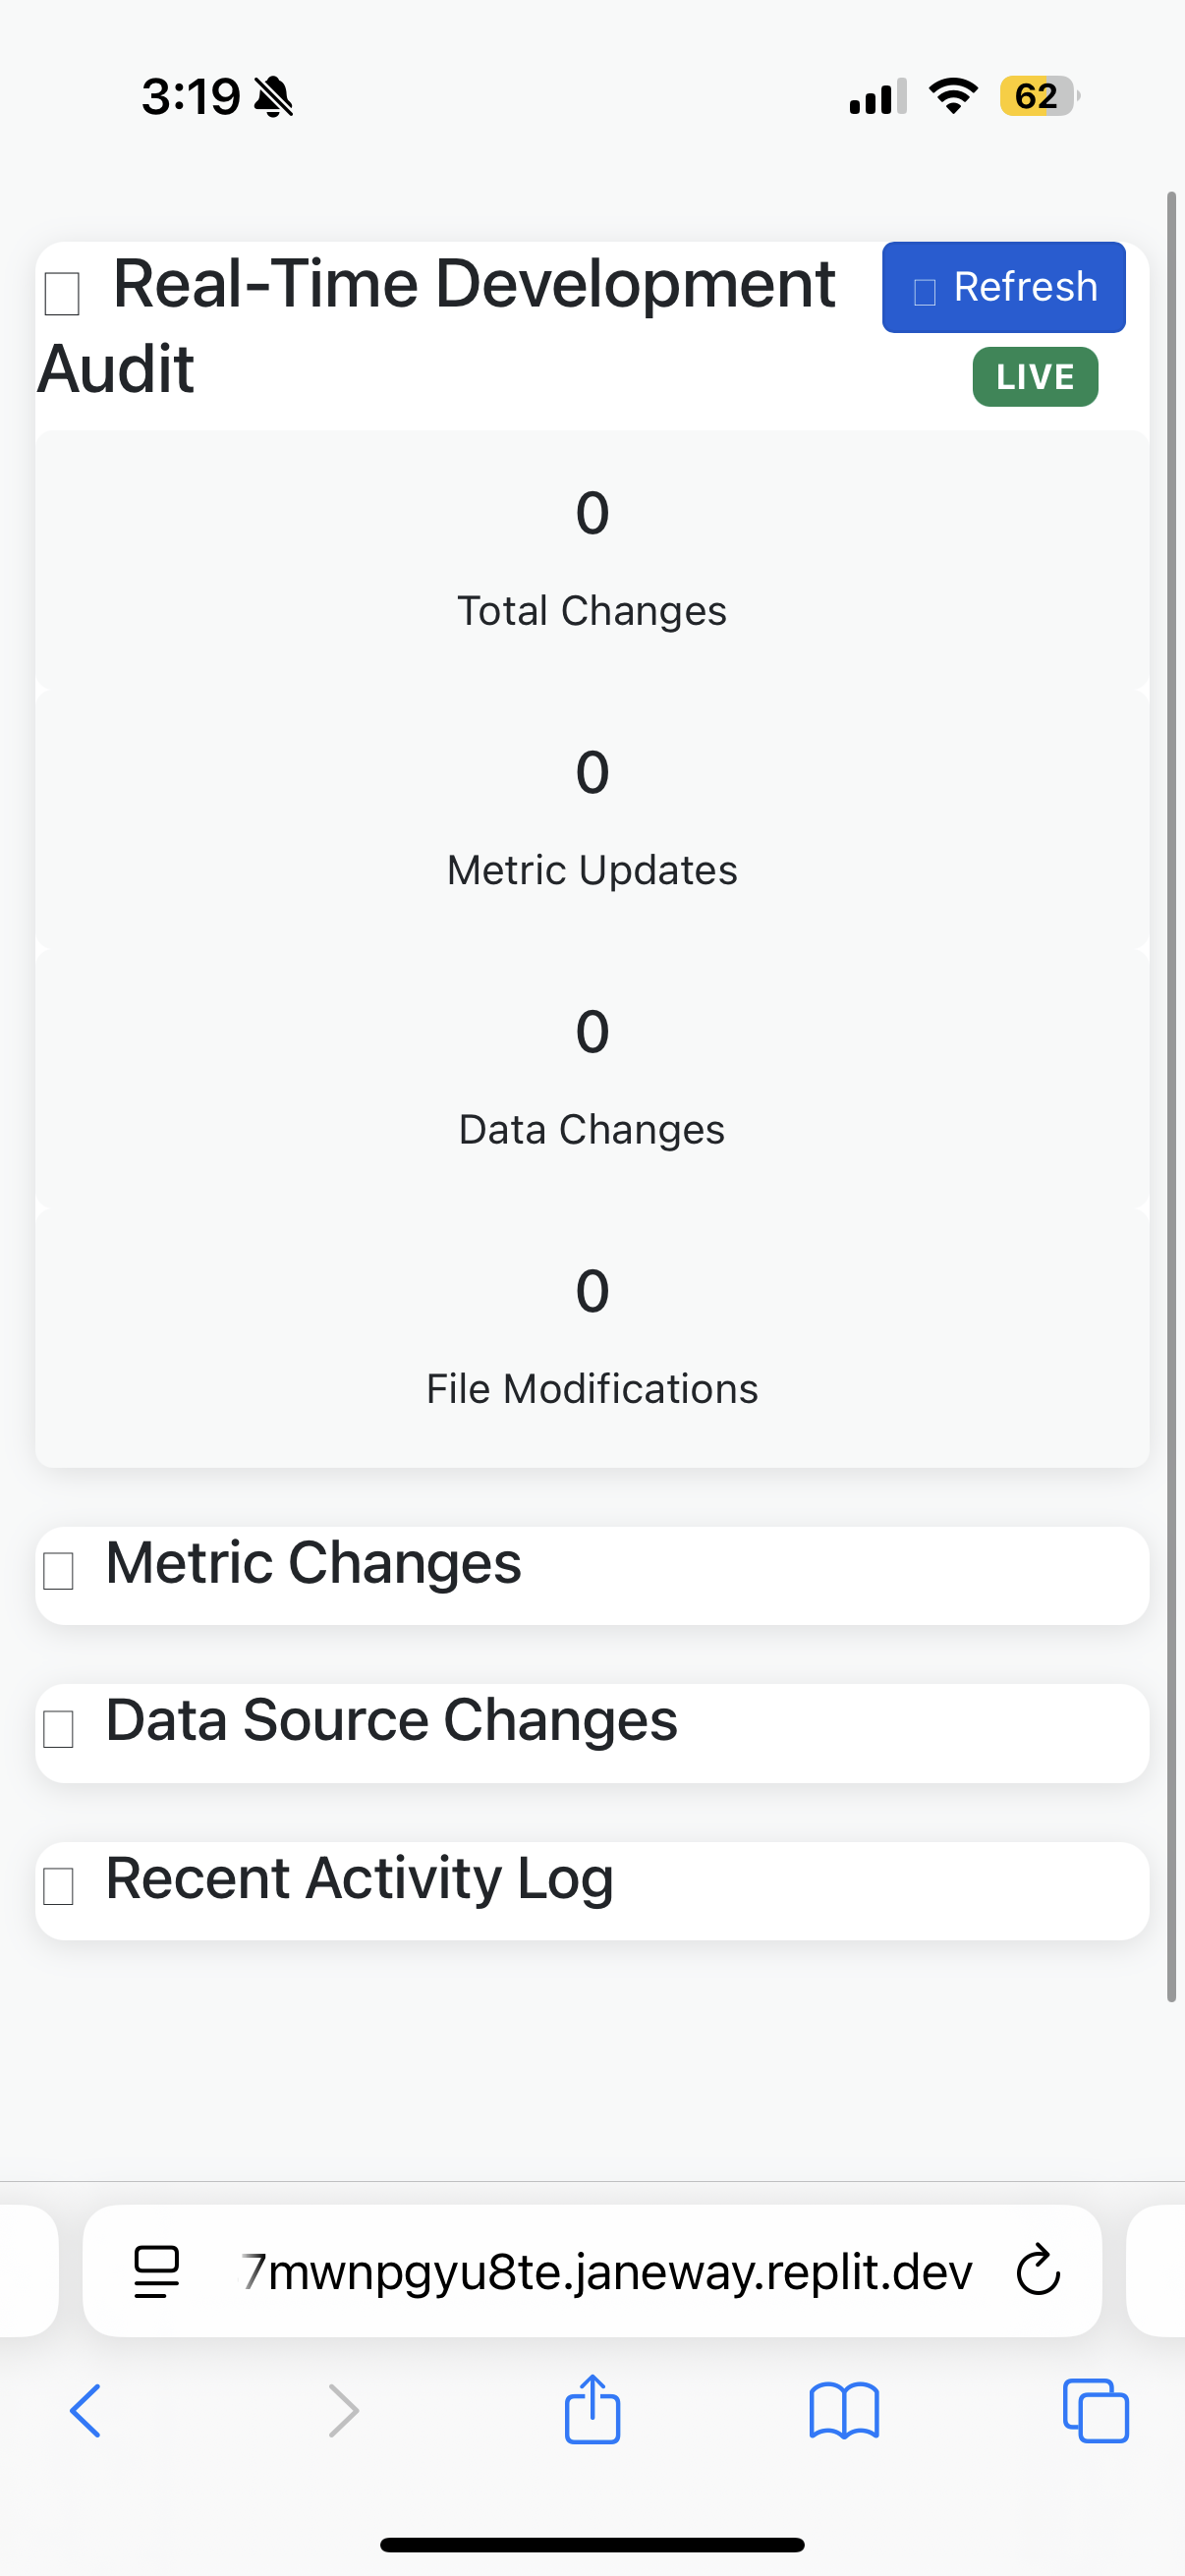 3:19
62
Real-Time Development
Audit
Refresh
LIVE
0
Total Changes
0
Metric Updates
0
Data Changes
0
File Modifications
Metric Changes
Data Source Changes
Recent Activity Log
7mwnpgyu8te.janeway.replit.dev